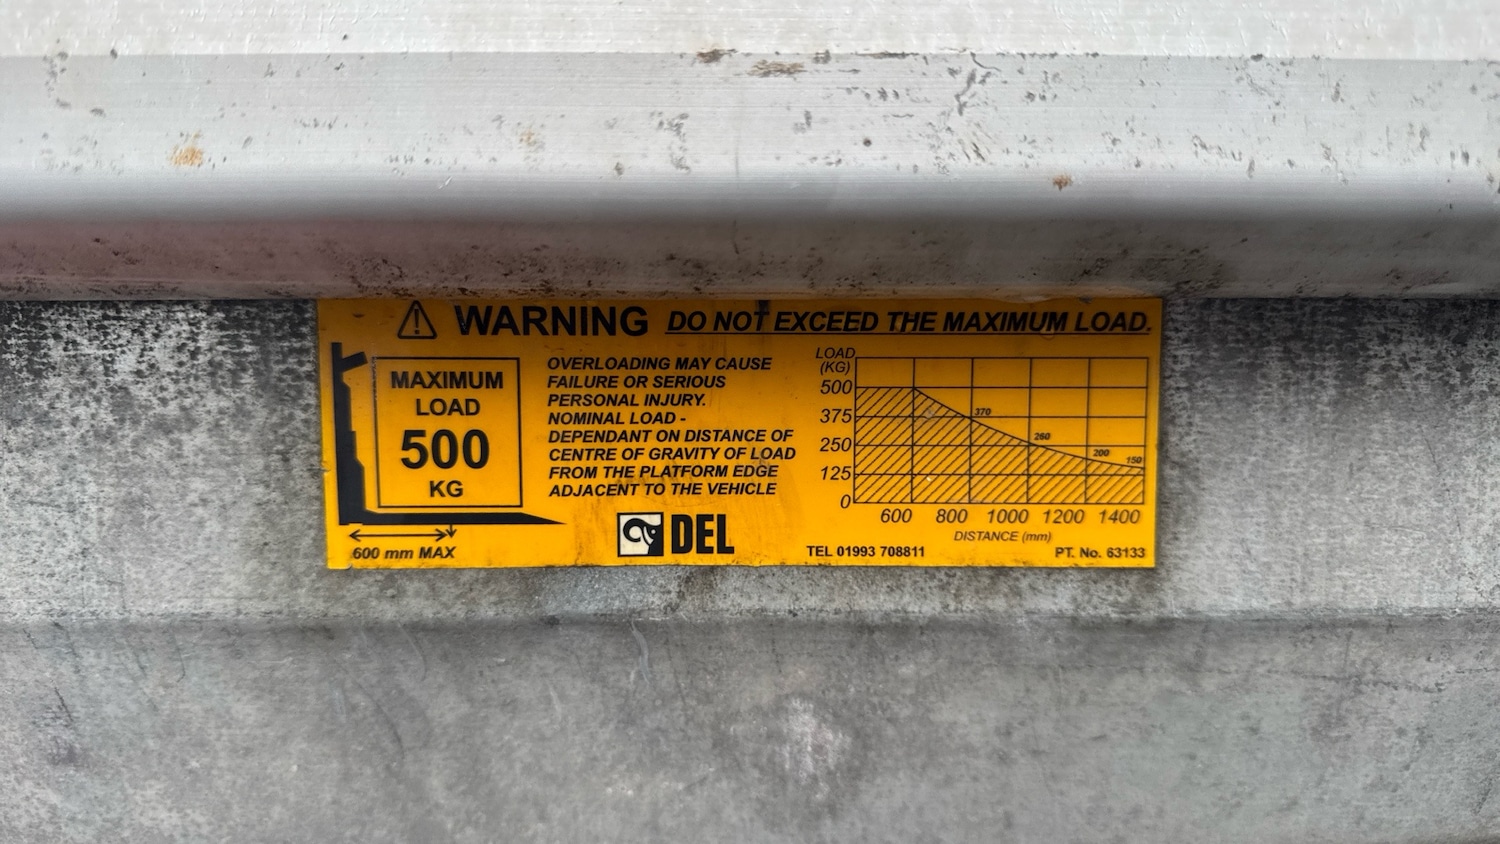 WARNING DO NOT EXCEED THE MAXIMUM LOAD.
MAXIMUM
LOAD
500
KG
600 mm MAX
OVERLOADING MAY CAUSE
FAILURE OR SERIOUS
PERSONAL INJURY.
NOMINAL LOAD -
DEPENDANT ON DISTANCE OF
CENTRE OF GRAVITY OF LOAD
FROM THE PLATFORM EDGE
ADJACENT TO THE VEHICLE
DEL
LOAD
(KG)
500
375
370
250
260
200
150
125
0
600 800 1000 1200 1400
DISTANCE (mm)
TEL 01993 708811
PT. No. 63133